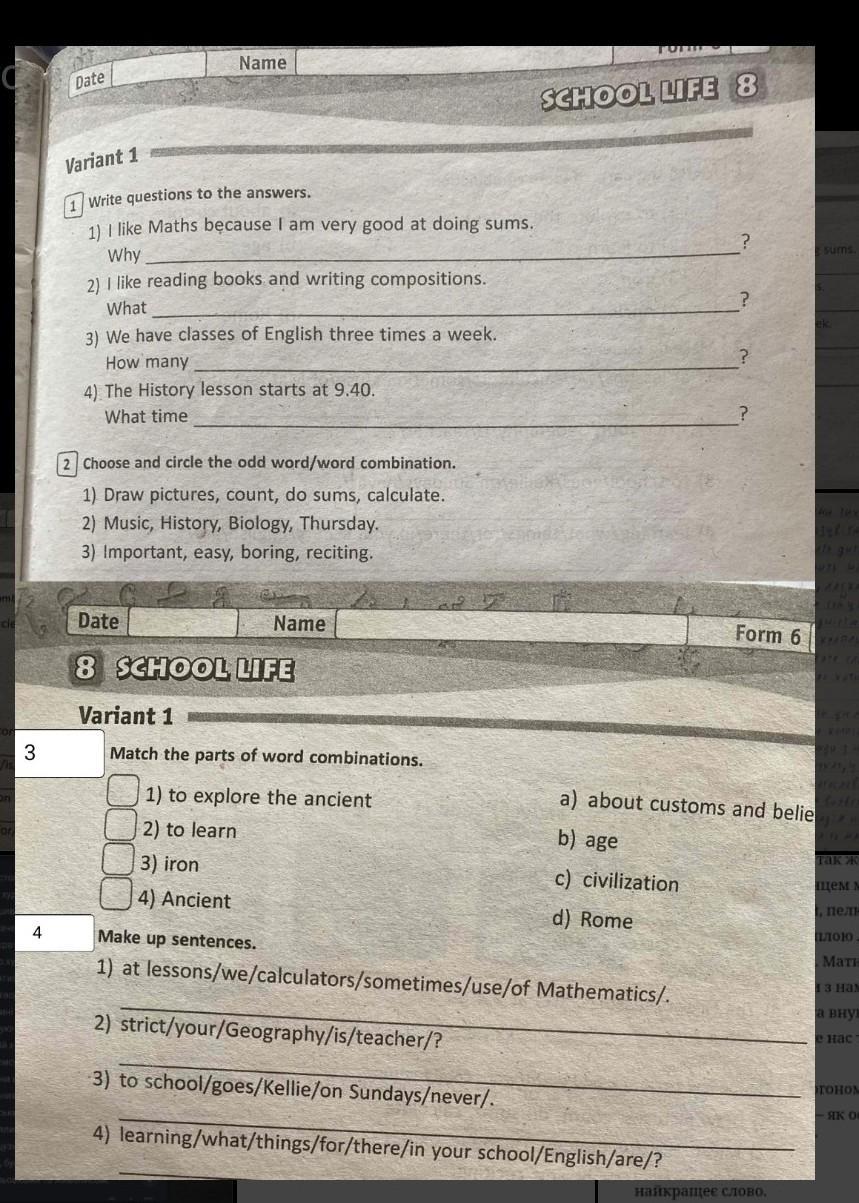 Date
Name
SCHOOL LIFE 8
Variant 1
1 Write questions to the answers.
1) I like Maths because I am very good at doing sums.
Why ?
2) I like reading books and writing compositions.
What ?
3) We have classes of English three times a week.
How many ?
4) The History lesson starts at 9.40.
What time ?
2 Choose and circle the odd word/word combination.
1) Draw pictures, count, do sums, calculate.
2) Music, History, Biology, Thursday.
3) Important, easy, boring, reciting.
Date
Name
Form 6
8 SCHOOL LIFE
Variant 1
3 Match the parts of word combinations.
1) to explore the ancient
2) to learn
3) iron
4) Ancient
a) about customs and belie
b) age
c) civilization
d) Rome
4 Make up sentences.
1) at lessons/we/calculators/sometimes/use/of Mathematics/.
2) strict/your/Geography/is/teacher/?
3) to school/goes/Kellie/on Sundays/never/.
4) learning/what/things/for/there/in your school/English/are/?
найкращее слово.